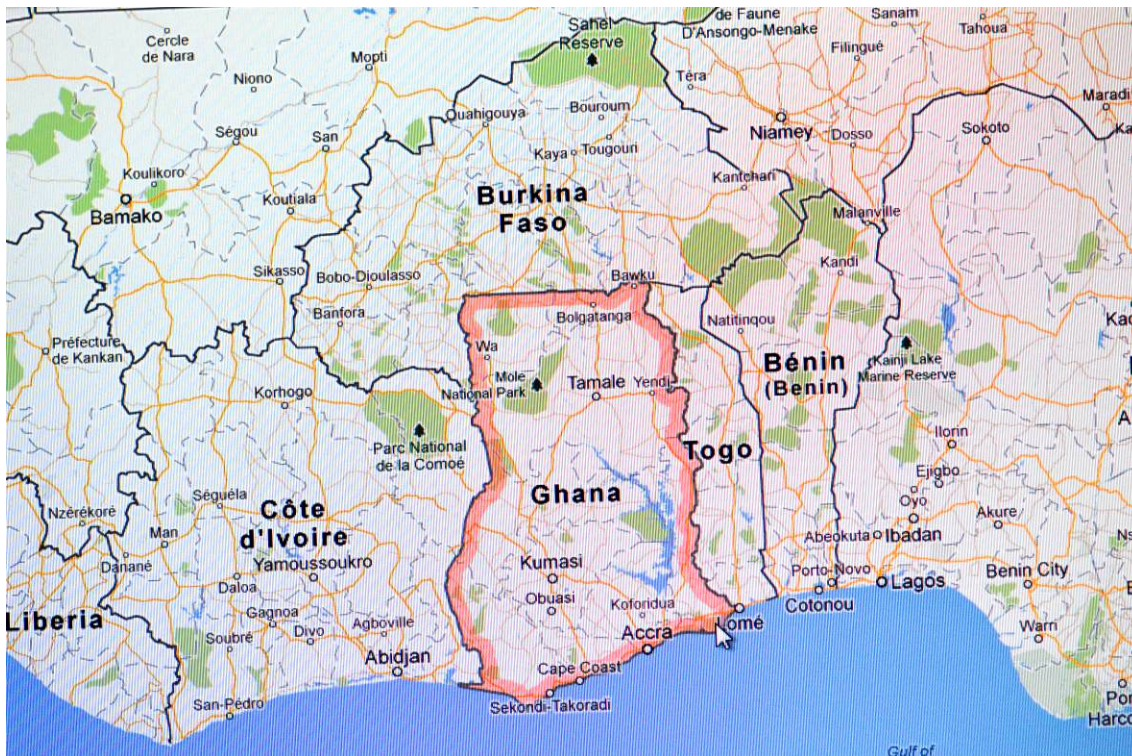 Sahel
Reserve
de Faune
D'Ansongo-Menake
Sanam
Tahoua
Cercle
de Nara
Mopti
Filingué
Niono
Téra
Maradi
Ouahigouya
Bouroum
Ségou
San
Niamey
Dosso
Sokoto
Ka
Kaya
Tougouri
Koulikoro
Kantchari
Koutiala
Bamako
Burkina
Faso
Malanville
Sikasso
Bobo-Dioulasso
Bawku
Kandi
Banfora
Bolgatanga
Natitingou
Kad
Préfecture
de Kankan
Wa
Bénin
(Benin)
Kainji Lake
Marine Reserve
Mole
National Park
Tamale
Yendi
Korhogo
A
Parc National
de la Comoé
Togo
Ilorin
Ejigbo
Séguéla
Ghana
Oyo
Nzérékoré
Côte
d'Ivoire
Akure
Man
Abeokuta
Ibadan
Ns
Danané
Yamoussoukro
Kumasi
Porto-Novo
Daloa
Lagos
Benin City
Cotonou
Gagnoa
Obuasi
Koforidua
Liberia
Lomé
Agboville
Soubré
Divo
Accra
Warri
Abidjan
Cape Coast
San-Pédro
Sekondi-Takoradi
Por
Harco
Gulf of